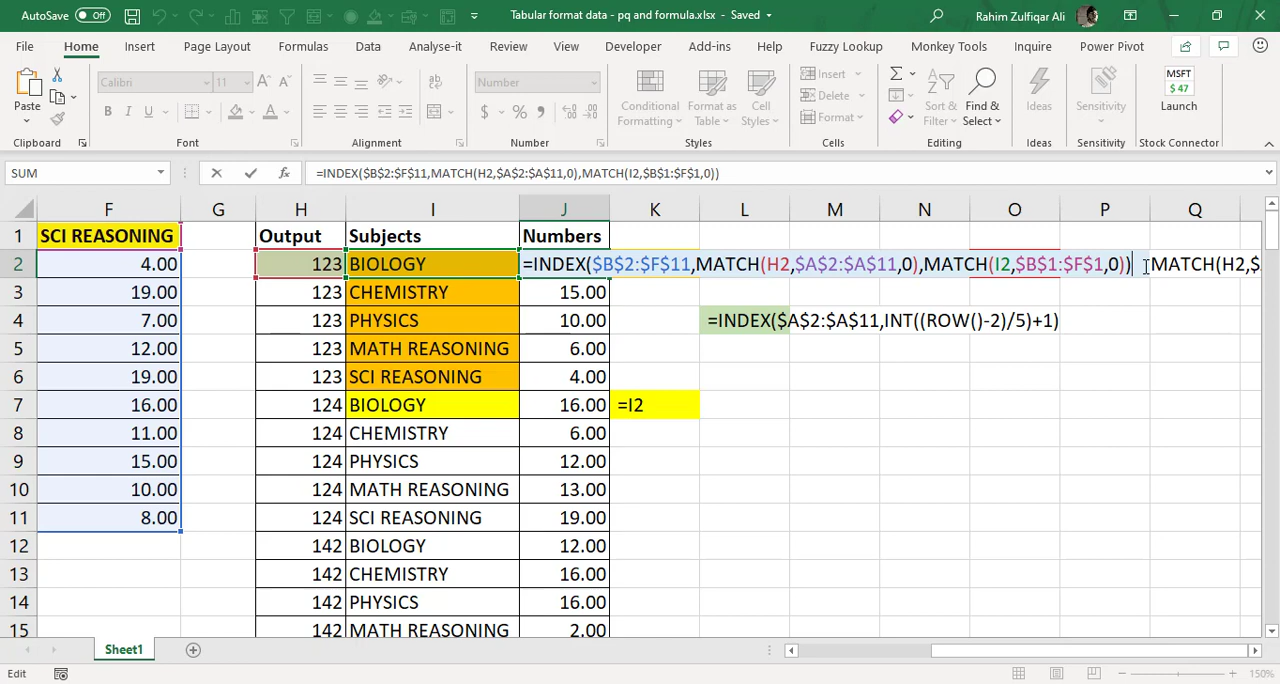 AutoSave Off Tabular format data - pq and formula.xlsx - Saved Rahim Zulfiqar Ali
File Home Insert Page Layout Formulas Data Analyse-it Review View Developer Add-ins Help Fuzzy Lookup Monkey Tools Inquire Power Pivot
Paste Calibri 11 A A ab Number Conditional Formatting Format as Table Cell Styles Insert Delete Format Sort & Filter Find & Select Ideas Sensitivity MSFT $ 47 Launch
B I U A $ % ,
Clipboard Font Alignment Number Styles Cells Editing Ideas Sensitivity Stock Connector
SUM fx =INDEX($B$2:$F$11,MATCH(H2,$A$2:$A$11,0),MATCH(I2,$B$1:$F$1,0))
F G H I J K L M N O P Q
1 SCI REASONING Output Subjects Numbers
2 4.00 123 BIOLOGY =INDEX($B$2:$F$11,MATCH(H2,$A$2:$A$11,0),MATCH(I2,$B$1:$F$1,0)) MATCH(H2,$
3 19.00 123 CHEMISTRY 15.00
4 7.00 123 PHYSICS 10.00 =INDEX($A$2:$A$11,INT((ROW()-2)/5)+1)
5 12.00 123 MATH REASONING 6.00
6 19.00 123 SCI REASONING 4.00
7 16.00 124 BIOLOGY 16.00 =I2
8 11.00 124 CHEMISTRY 6.00
9 15.00 124 PHYSICS 12.00
10 10.00 124 MATH REASONING 13.00
11 8.00 124 SCI REASONING 19.00
12 142 BIOLOGY 12.00
13 142 CHEMISTRY 16.00
14 142 PHYSICS 16.00
15 142 MATH REASONING 2.00
Sheet1
Edit 150%